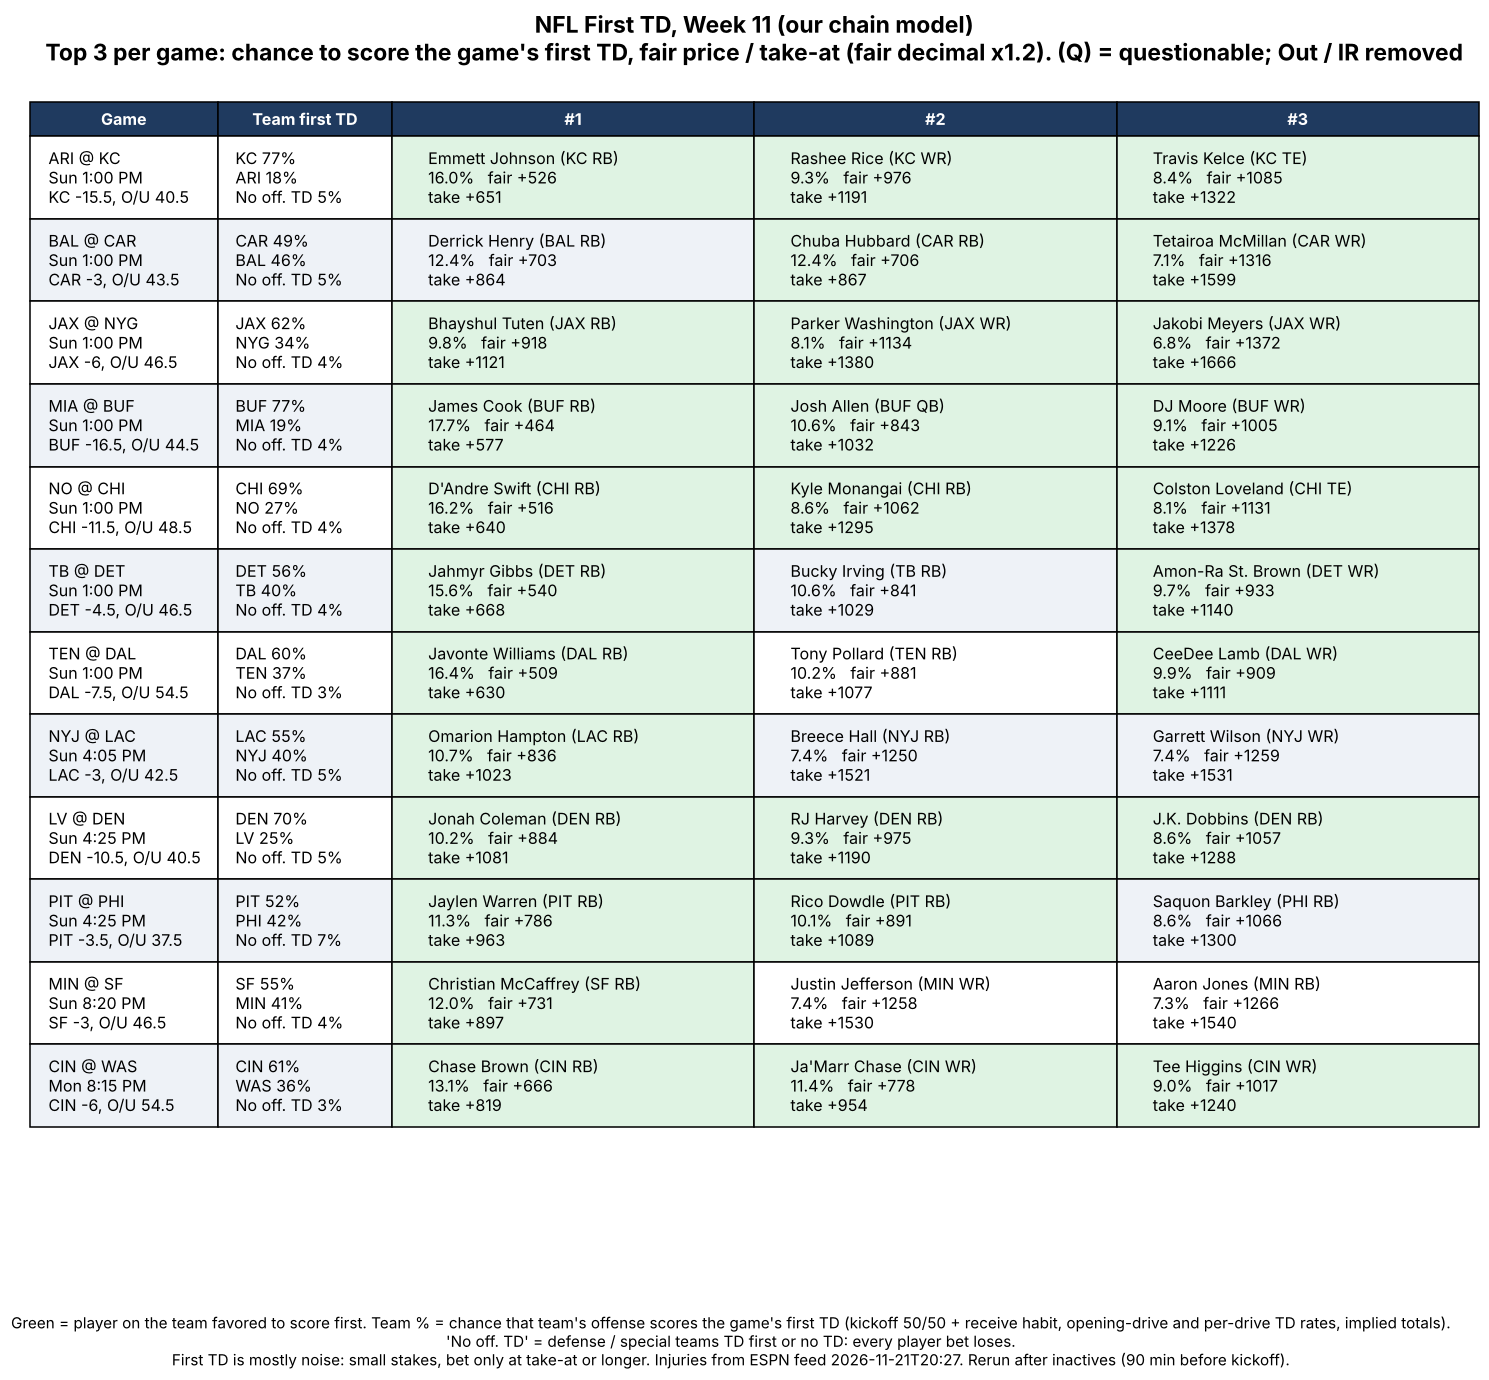 NFL First TD, Week 11 (our chain model)
Top 3 per game: chance to score the game's first TD, fair price / take-at (fair decimal x1.2). (Q) = questionable; Out / IR removed
Game Team first TD #1 #2 #3
ARI @ KC KC 77% Emmett Johnson (KC RB) Rashee Rice (KC WR) Travis Kelce (KC TE)
Sun 1:00 PM ARI 18% 16.0% fair +526 9.3% fair +976 8.4% fair +1085
KC -15.5, O/U 40.5 No off. TD 5% take +651 take +1191 take +1322
BAL @ CAR CAR 49% Derrick Henry (BAL RB) Chuba Hubbard (CAR RB) Tetairoa McMillan (CAR WR)
Sun 1:00 PM BAL 46% 12.4% fair +703 12.4% fair +706 7.1% fair +1316
CAR -3, O/U 43.5 No off. TD 5% take +864 take +867 take +1599
JAX @ NYG JAX 62% Bhayshul Tuten (JAX RB) Parker Washington (JAX WR) Jakobi Meyers (JAX WR)
Sun 1:00 PM NYG 34% 9.8% fair +918 8.1% fair +1134 6.8% fair +1372
JAX -6, O/U 46.5 No off. TD 4% take +1121 take +1380 take +1666
MIA @ BUF BUF 77% James Cook (BUF RB) Josh Allen (BUF QB) DJ Moore (BUF WR)
Sun 1:00 PM MIA 19% 17.7% fair +464 10.6% fair +843 9.1% fair +1005
BUF -16.5, O/U 44.5 No off. TD 4% take +577 take +1032 take +1226
NO @ CHI CHI 69% D'Andre Swift (CHI RB) Kyle Monangai (CHI RB) Colston Loveland (CHI TE)
Sun 1:00 PM NO 27% 16.2% fair +516 8.6% fair +1062 8.1% fair +1131
CHI -11.5, O/U 48.5 No off. TD 4% take +640 take +1295 take +1378
TB @ DET DET 56% Jahmyr Gibbs (DET RB) Bucky Irving (TB RB) Amon-Ra St. Brown (DET WR)
Sun 1:00 PM TB 40% 15.6% fair +540 10.6% fair +841 9.7% fair +933
DET -4.5, O/U 46.5 No off. TD 4% take +668 take +1029 take +1140
TEN @ DAL DAL 60% Javonte Williams (DAL RB) Tony Pollard (TEN RB) CeeDee Lamb (DAL WR)
Sun 1:00 PM TEN 37% 16.4% fair +509 10.2% fair +881 9.9% fair +909
DAL -7.5, O/U 54.5 No off. TD 3% take +630 take +1077 take +1111
NYJ @ LAC LAC 55% Omarion Hampton (LAC RB) Breece Hall (NYJ RB) Garrett Wilson (NYJ WR)
Sun 4:05 PM NYJ 40% 10.7% fair +836 7.4% fair +1250 7.4% fair +1259
LAC -3, O/U 42.5 No off. TD 5% take +1023 take +1521 take +1531
LV @ DEN DEN 70% Jonah Coleman (DEN RB) RJ Harvey (DEN RB) J.K. Dobbins (DEN RB)
Sun 4:25 PM LV 25% 10.2% fair +884 9.3% fair +975 8.6% fair +1057
DEN -10.5, O/U 40.5 No off. TD 5% take +1081 take +1190 take +1288
PIT @ PHI PIT 52% Jaylen Warren (PIT RB) Rico Dowdle (PIT RB) Saquon Barkley (PHI RB)
Sun 4:25 PM PHI 42% 11.3% fair +786 10.1% fair +891 8.6% fair +1066
PIT -3.5, O/U 37.5 No off. TD 7% take +963 take +1089 take +1300
MIN @ SF SF 55% Christian McCaffrey (SF RB) Justin Jefferson (MIN WR) Aaron Jones (MIN RB)
Sun 8:20 PM MIN 41% 12.0% fair +731 7.4% fair +1258 7.3% fair +1266
SF -3, O/U 46.5 No off. TD 4% take +897 take +1530 take +1540
CIN @ WAS CIN 61% Chase Brown (CIN RB) Ja'Marr Chase (CIN WR) Tee Higgins (CIN WR)
Mon 8:15 PM WAS 36% 13.1% fair +666 11.4% fair +778 9.0% fair +1017
CIN -6, O/U 54.5 No off. TD 3% take +819 take +954 take +1240
Green = player on the team favored to score first. Team % = chance that team's offense scores the game's first TD (kickoff 50/50 + receive habit, opening-drive and per-drive TD rates, implied totals).
'No off. TD' = defense / special teams TD first or no TD: every player bet loses.
First TD is mostly noise: small stakes, bet only at take-at or longer. Injuries from ESPN feed 2026-11-21T20:27. Rerun after inactives (90 min before kickoff).